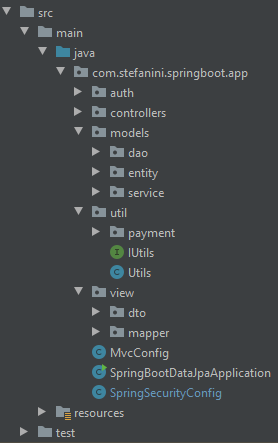 src
main
java
com.stefanini.springboot.app
auth
controllers
models
dao
entity
service
util
payment
I IUtils
C Utils
view
dto
mapper
C MvcConfig
C SpringBootDataJpaApplication
C SpringSecurityConfig
resources
test